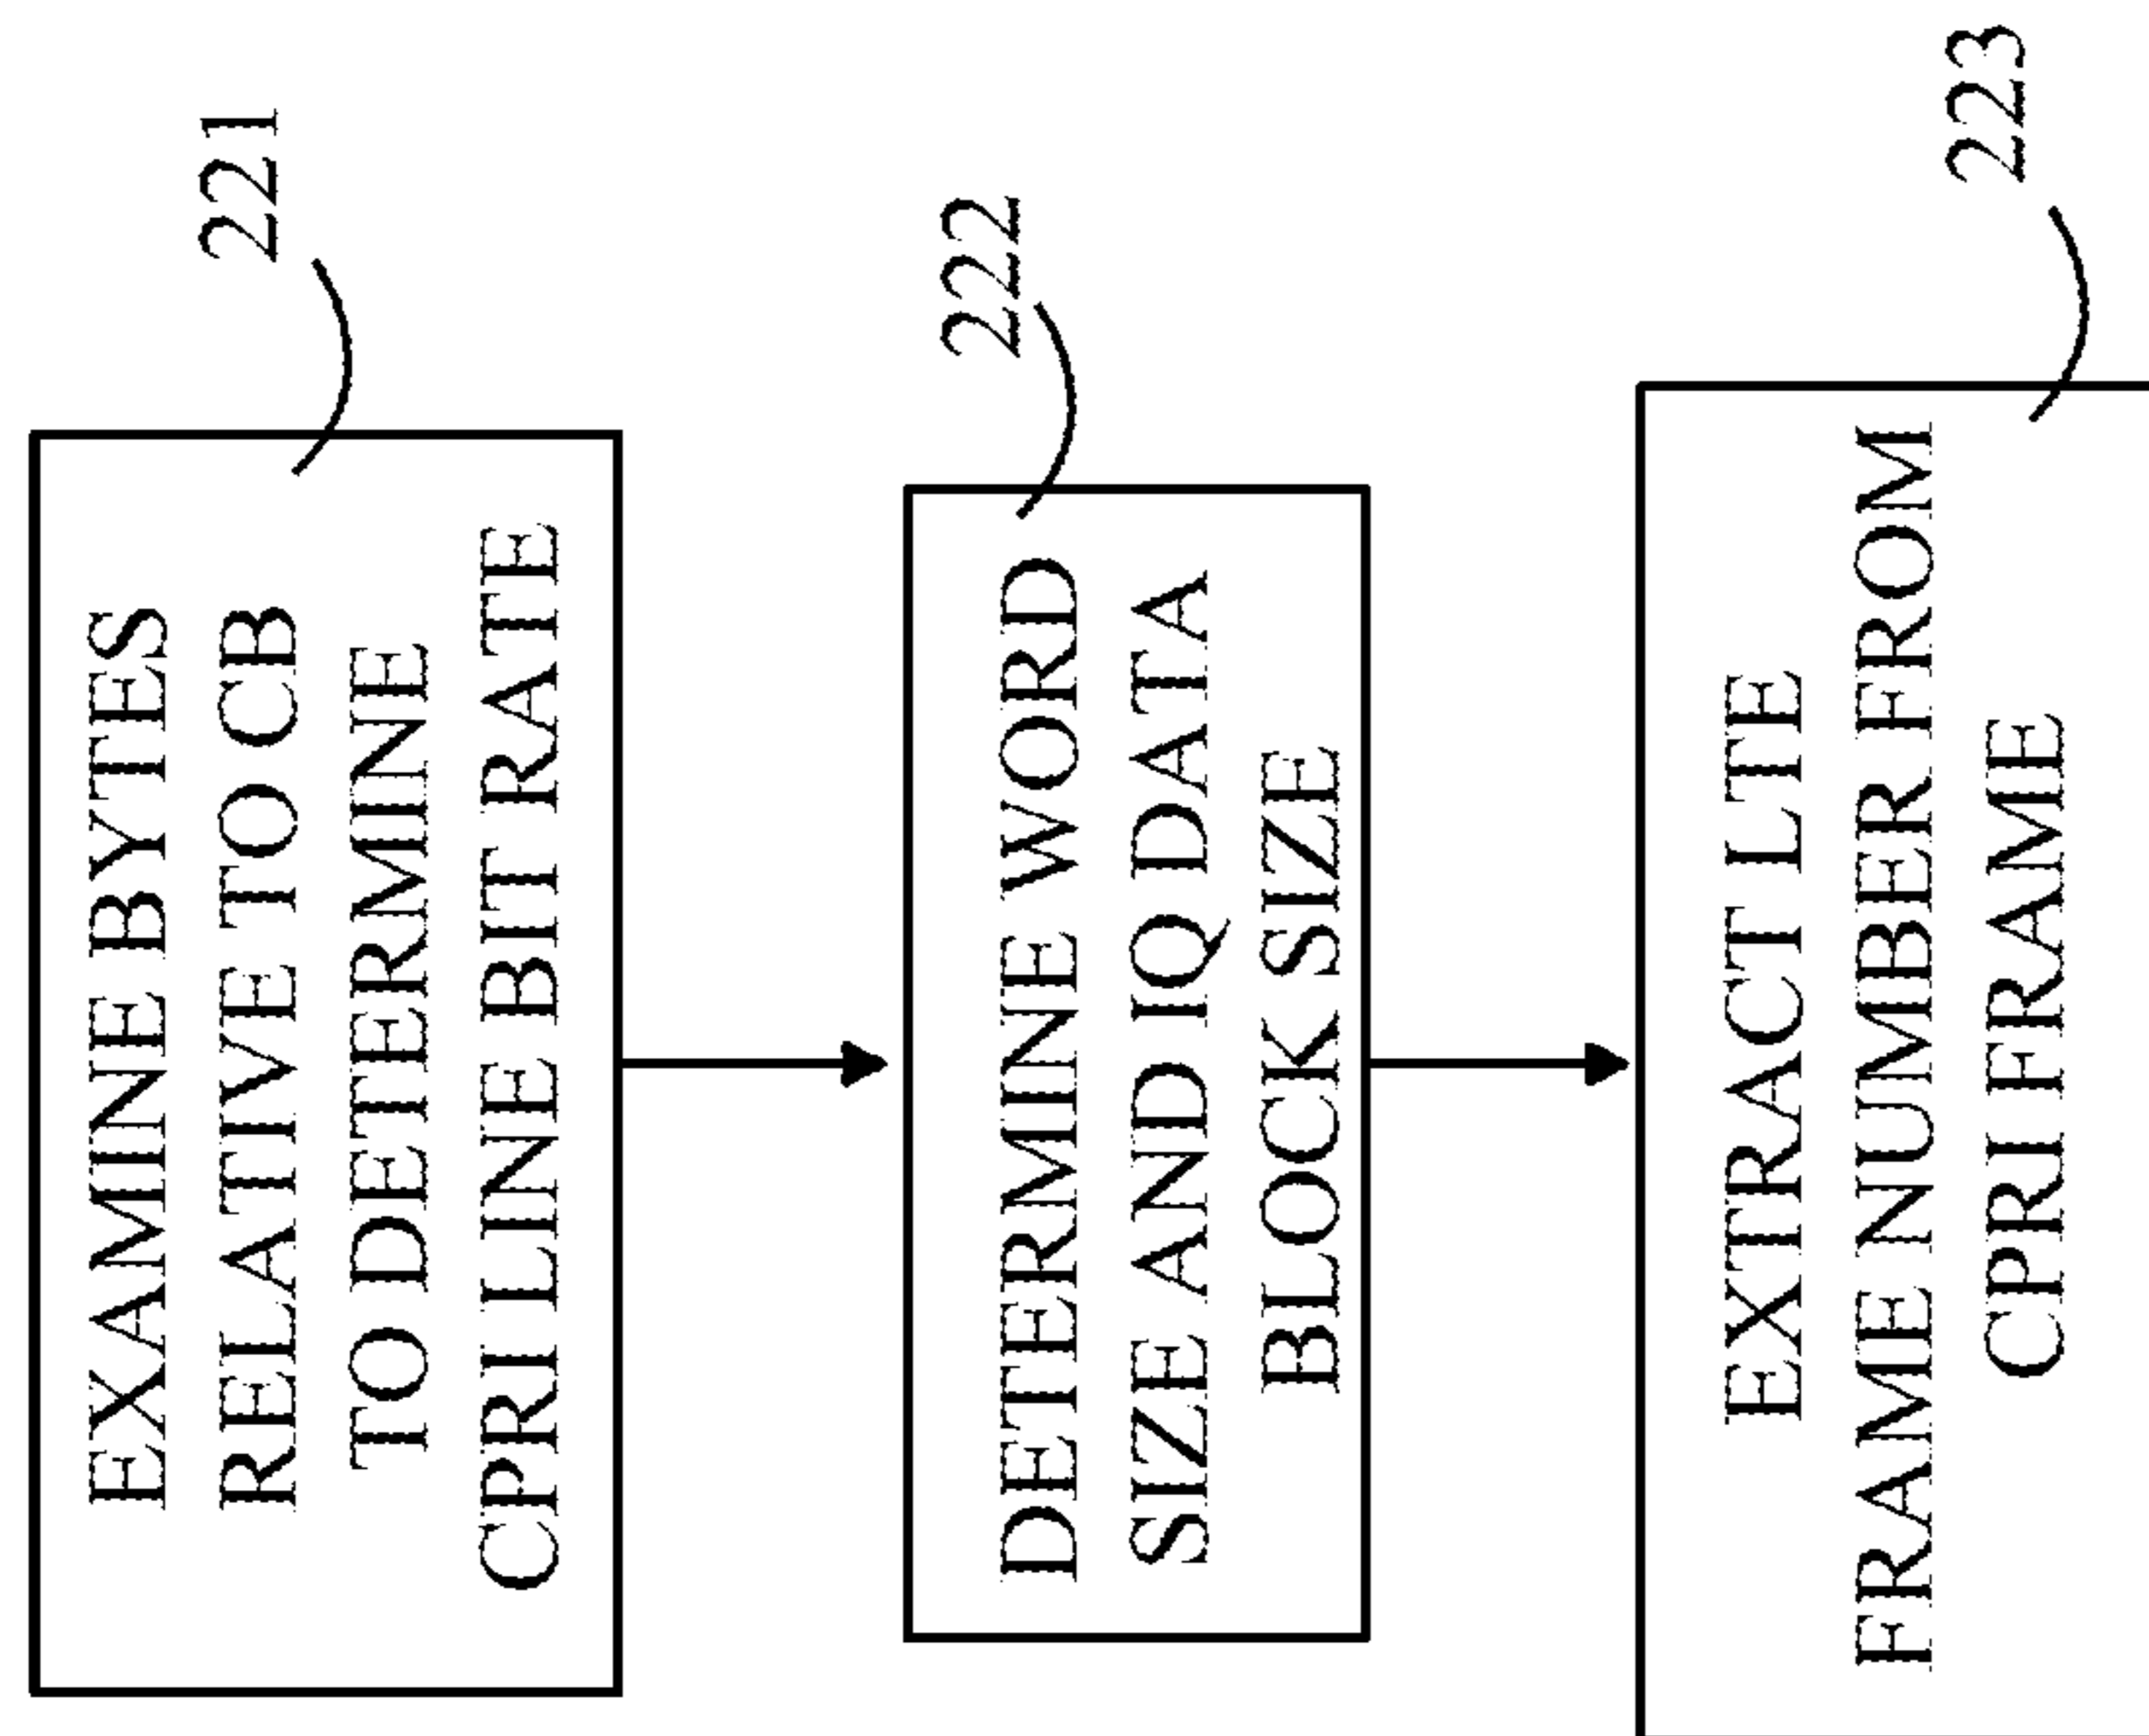 221
EXAMINE BYTES
RELATIVE TO CB
TO DETERMINE
CPRI LINE BIT RATE
222
DETERMINE WORD
SIZE AND IQ DATA
BLOCK SIZE
223
EXTRACT LTE
FRAME NUMBER FROM
CPRI FRAME